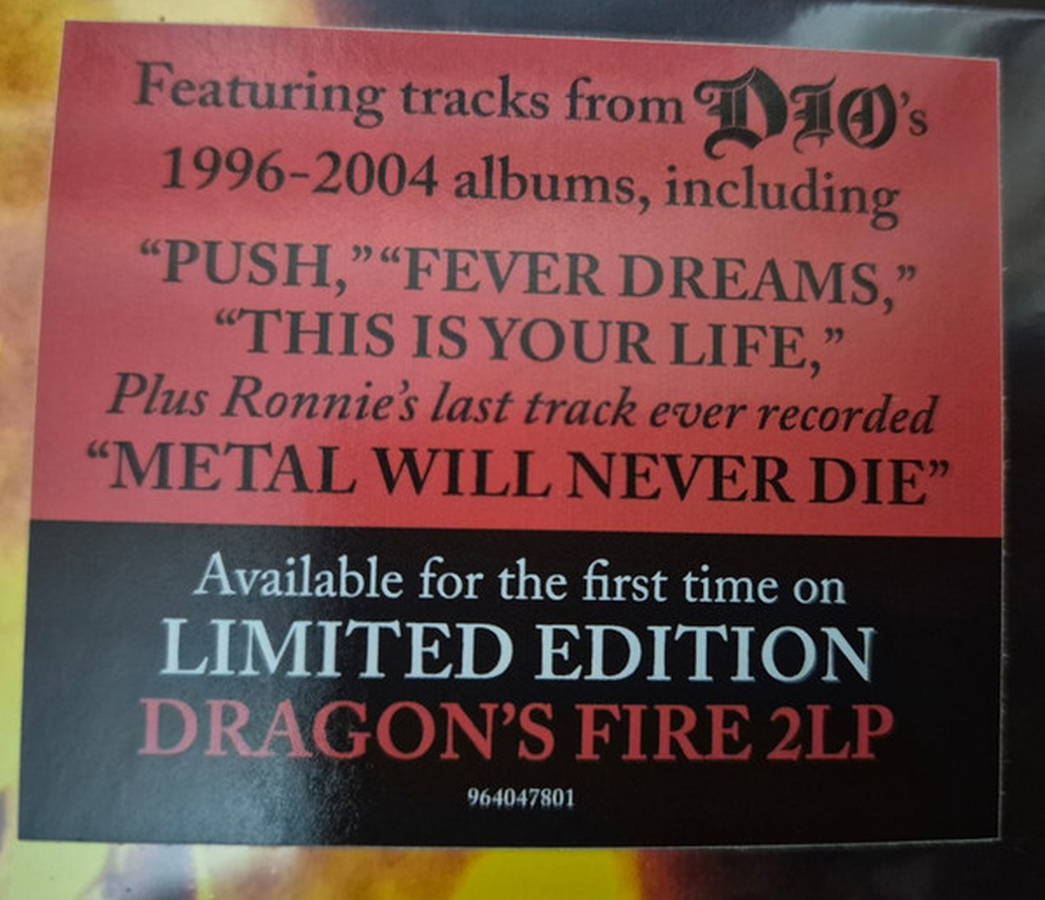 Featuring tracks from DIO's
1996-2004 albums, including
“PUSH,” “FEVER DREAMS,”
“THIS IS YOUR LIFE,”
Plus Ronnie's last track ever recorded
“METAL WILL NEVER DIE”
Available for the first time on
LIMITED EDITION
DRAGON'S FIRE 2LP
964047801